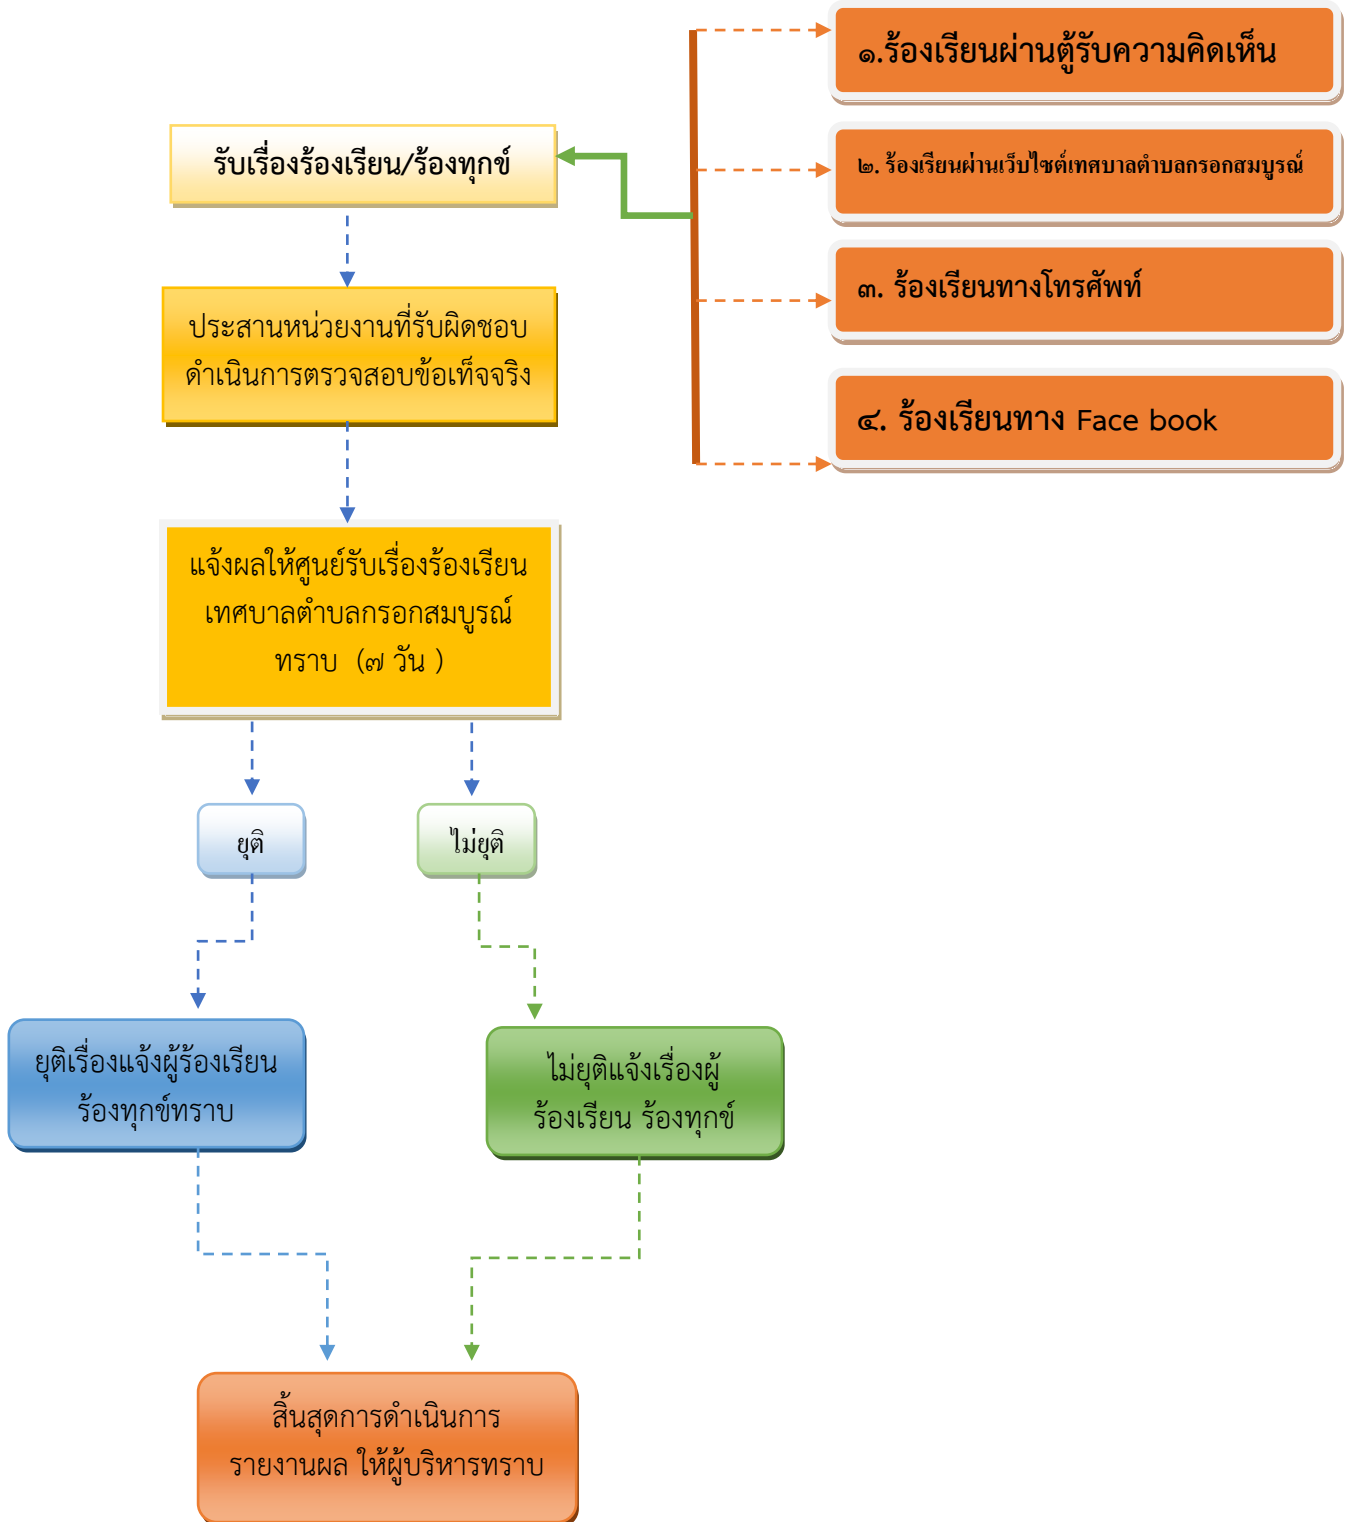 ๑.ร้องเรียนผ่านตู้รับความคิดเห็น
รับเรื่องร้องเรียน/ร้องทุกข์
๒. ร้องเรียนผ่านเว็บไซต์เทศบาลตำบลกรอกสมบูรณ์
๓. ร้องเรียนทางโทรศัพท์
ประสานหน่วยงานที่รับผิดชอบ
ดำเนินการตรวจสอบข้อเท็จจริง
๔. ร้องเรียนทาง Face book
แจ้งผลให้ศูนย์รับเรื่องร้องเรียน
เทศบาลตำบลกรอกสมบูรณ์
ทราบ (๗ วัน )
ยุติ
ไม่ยุติ
ยุติเรื่องแจ้งผู้ร้องเรียน
ร้องทุกข์ทราบ
ไม่ยุติแจ้งเรื่องผู้
ร้องเรียน ร้องทุกข์
สิ้นสุดการดำเนินการ
รายงานผล ให้ผู้บริหารทราบ